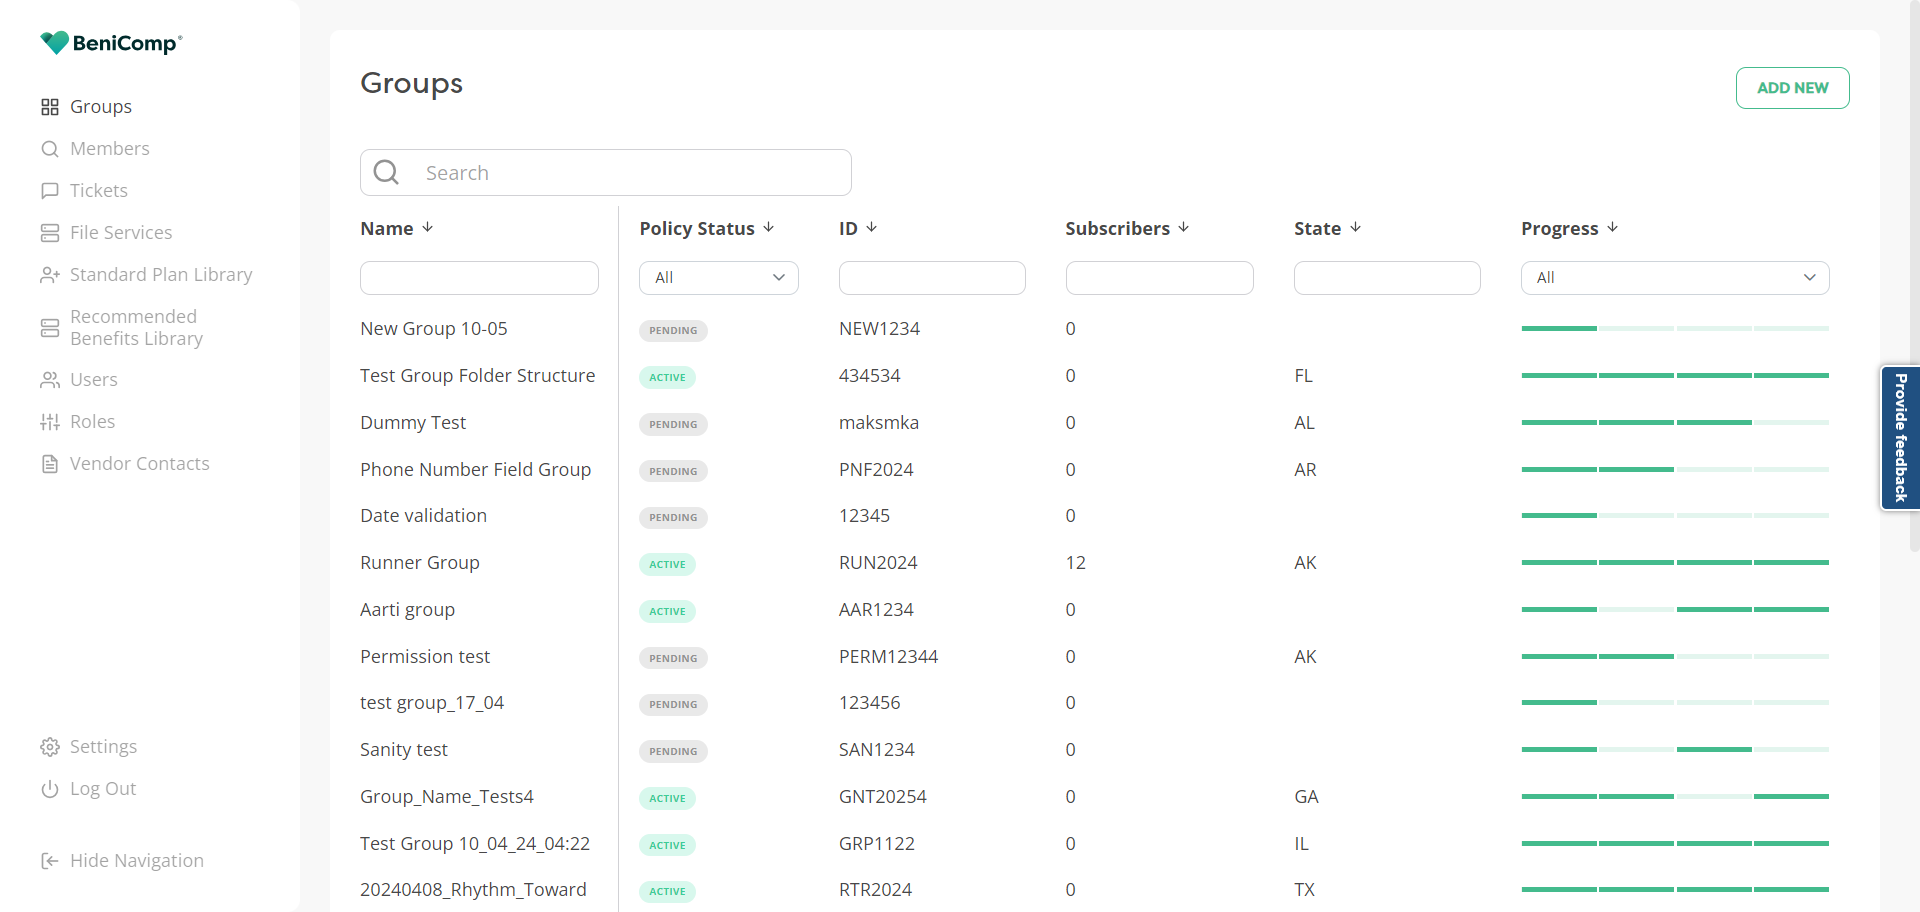 BeniComp®
Groups
Members
Tickets
File Services
Standard Plan Library
Recommended
Benefits Library
Users
Roles
Vendor Contacts
Settings
Log Out
Hide Navigation
Groups
ADD NEW
Search
Name Policy Status ID Subscribers State Progress
All All
New Group 10-05 PENDING NEW1234 0
Test Group Folder Structure ACTIVE 434534 0 FL
Dummy Test PENDING maksmka 0 AL
Phone Number Field Group PENDING PNF2024 0 AR
Date validation PENDING 12345 0
Runner Group ACTIVE RUN2024 12 AK
Aarti group ACTIVE AAR1234 0
Permission test PENDING PERM12344 0 AK
test group_17_04 PENDING 123456 0
Sanity test PENDING SAN1234 0
Group_Name_Tests4 ACTIVE GNT20254 0 GA
Test Group 10_04_24_04:22 ACTIVE GRP1122 0 IL
20240408_Rhythm_Toward ACTIVE RTR2024 0 TX
Provide feedback